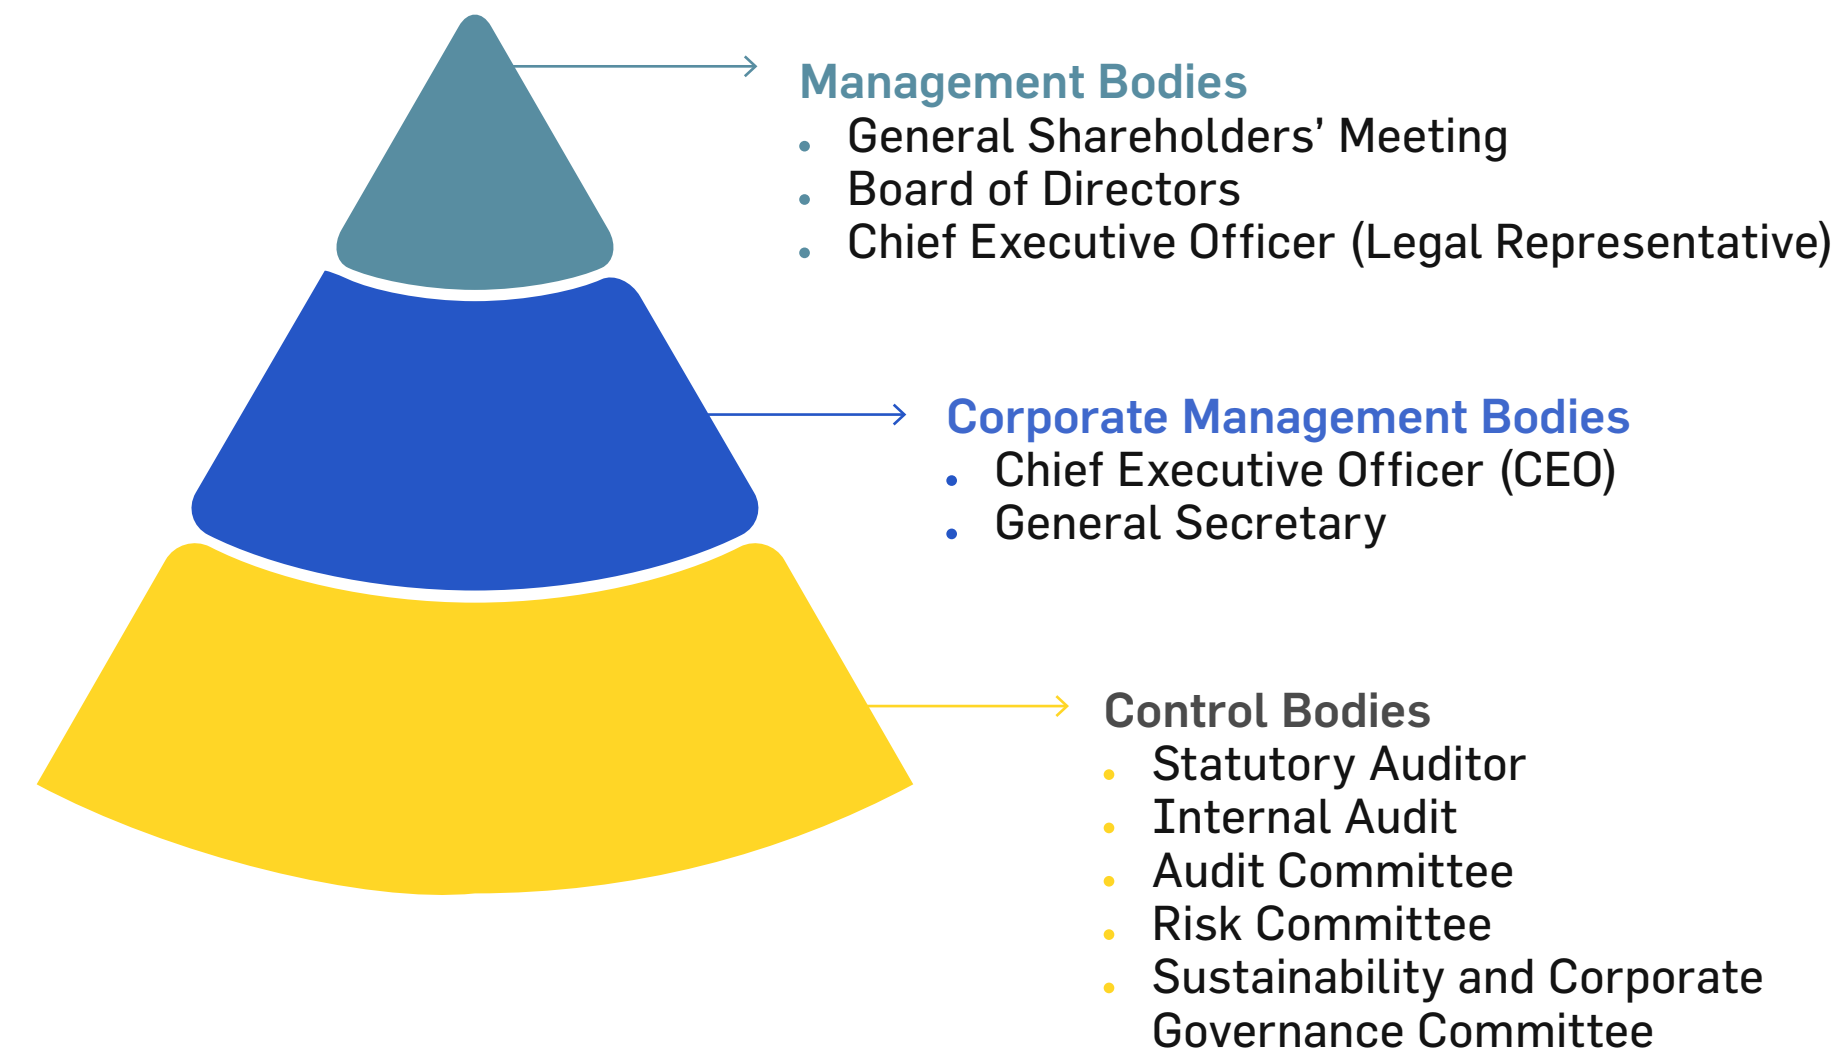 Management Bodies
• General Shareholders’ Meeting
• Board of Directors
• Chief Executive Officer (Legal Representative)
Corporate Management Bodies
• Chief Executive Officer (CEO)
• General Secretary
Control Bodies
• Statutory Auditor
• Internal Audit
• Audit Committee
• Risk Committee
• Sustainability and Corporate
Governance Committee